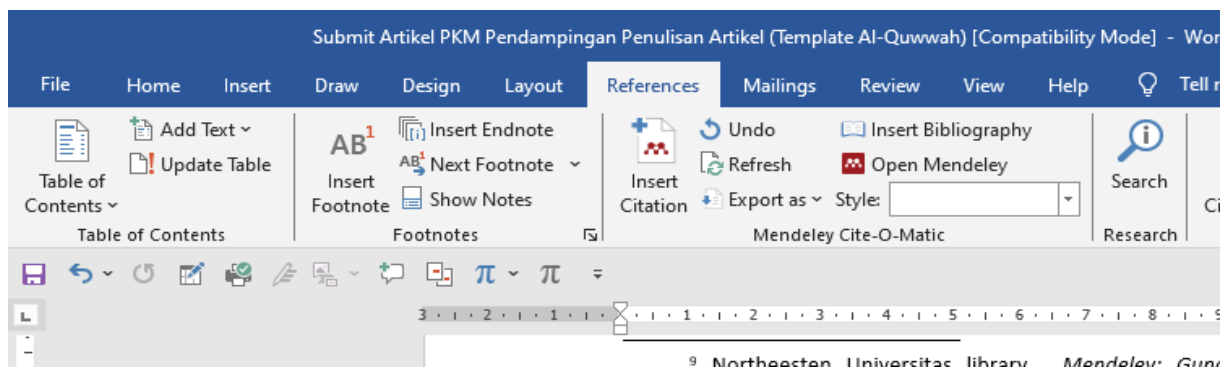 Submit Artikel PKM Pendampingan Penulisan Artikel (Template Al-Quwwah) [Compatibility Mode] - Wor
File Home Insert Draw Design Layout References Mailings Review View Help Tell r
Table of Contents
Add Text
Update Table
Table of Contents
AB1
Insert Footnote
Insert Endnote
AB1 Next Footnote
Show Notes
Footnotes
Insert Citation
Undo
Refresh
Export as
Insert Bibliography
Open Mendeley
Style:
Mendeley Cite-O-Matic
Search
Research
Ci
π π
L
3 2 1 1 2 3 4 5 6 7 8 9
9 Northeesten Universitas library, Mendeley: Gun